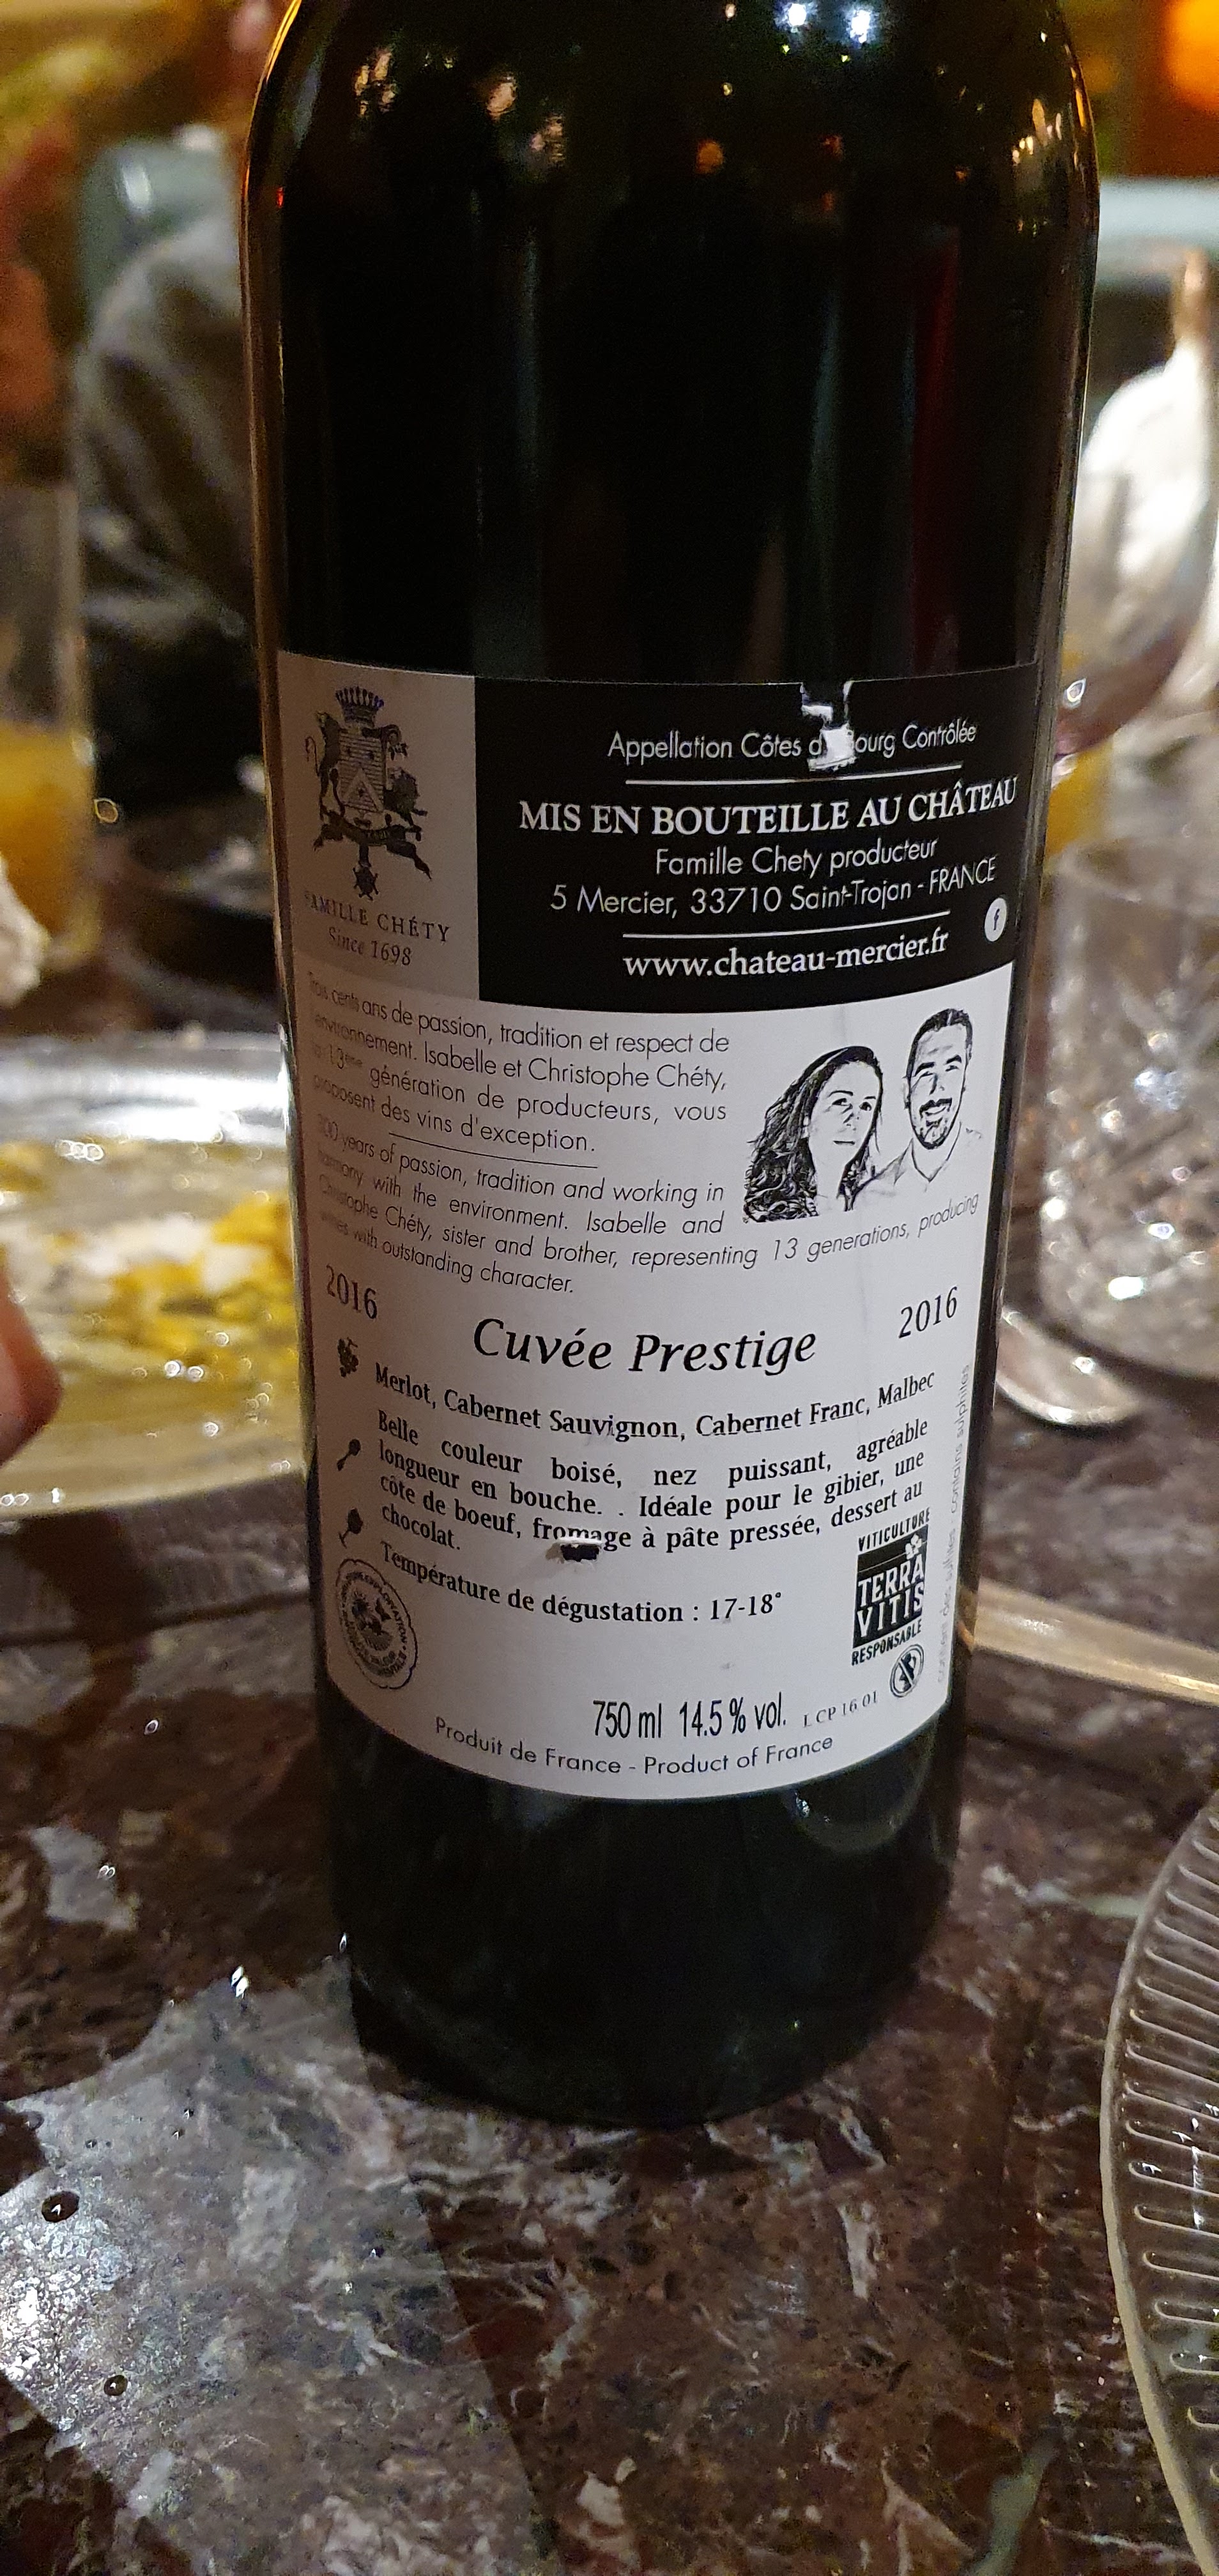 Appellation Côtes d ourg Contrôlée
MIS EN BOUTEILLE AU CHÂTEAU
Famille Chety producteur
5 Mercier, 33710 Saint-Trojan - FRANCE
www.chateau-mercier.fr
f
FAMILLE CHÉTY
Since 1698
Trois cents ans de passion, tradition et respect de
l'environnement. Isabelle et Christophe Chéty,
la 13ème génération de producteurs, vous
proposent des vins d'exception.
300 years of passion, tradition and working in
harmony with the environment. Isabelle and
Christophe Chéty, sister and brother, representing 13 generations, producing
wines with outstanding character.
2016
Cuvée Prestige
2016
Merlot, Cabernet Sauvignon, Cabernet Franc, Malbec
Belle couleur boisé, nez puissant, agréable
longueur en bouche. . Idéale pour le gibier, une
côte de boeuf, fromage à pâte pressée, dessert au
chocolat.
Température de dégustation : 17-18°
VITICULTURE
TERRA
VITIS
RESPONSABLE
contient des sulfites contains sulphites
750 ml 14.5 % vol. L CP 16 01
Produit de France - Product of France